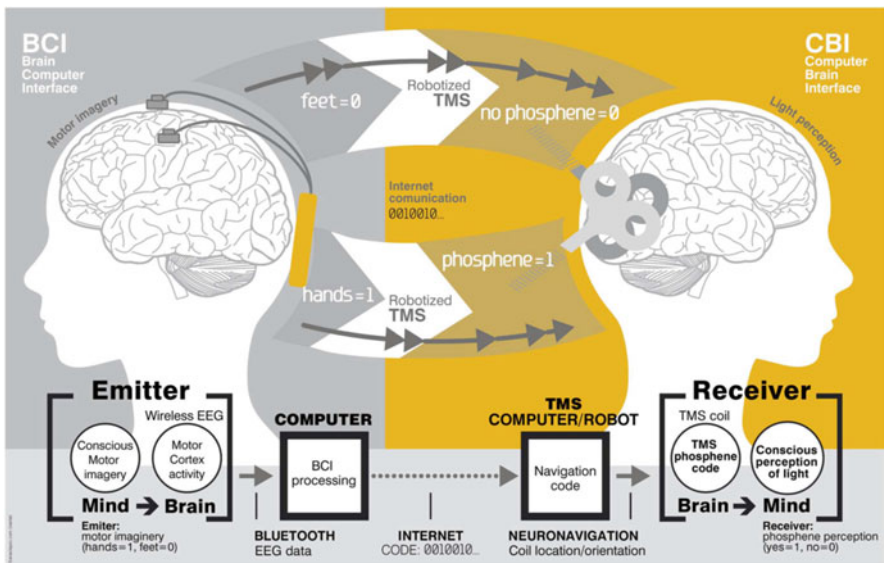 BCI
Brain
Computer
Interface
CBI
Computer
Brain
Interface
Motor imagery
Light perception
feet=0
Robotized
TMS
no phosphene=0
Internet
comunication
0010010...
phosphene=1
hands=1
Robotized
TMS
Emitter
Wireless EEG
Conscious
Motor
imagery
Motor
Cortex
activity
Mind
Brain
Emiter:
motor imaginery
(hands=1, feet=0)
COMPUTER
BCI
processing
BLUETOOTH
EEG data
INTERNET
CODE: 0010010...
TMS
COMPUTER/ROBOT
Navigation
code
NEURONAVIGATION
Coil location/orientation
Receiver
TMS coil
TMS
phosphene
code
Conscious
perception
of light
Brain
Mind
Receiver:
phosphene perception
(yes=1, no=0)